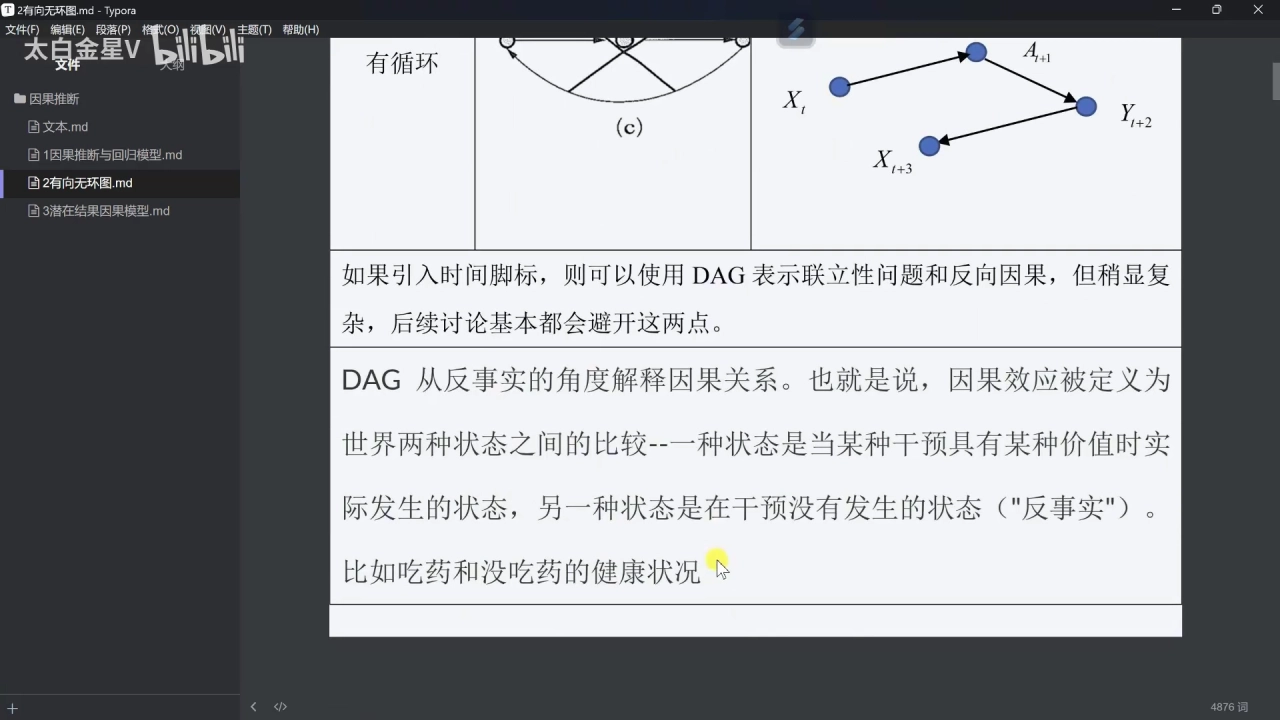 2有向无环图.md - Typora
文件(F) 编辑(E) 段落(P) 格式(O) 视图(V) 主题(T) 帮助(H)
太白金星V bilibili
文件 大纲
因果推断
文本.md
1因果推断与回归模型.md
2有向无环图.md
3潜在结果因果模型.md
有循环
(c)
X_t
A_{t+1}
Y_{t+2}
X_{t+3}
如果引入时间脚标，则可以使用 DAG 表示联立性问题和反向因果，但稍显复
杂，后续讨论基本都会避开这两点。
DAG 从反事实的角度解释因果关系。也就是说，因果效应被定义为
世界两种状态之间的比较--一种状态是当某种干预具有某种价值时实
际发生的状态，另一种状态是在干预没有发生的状态（"反事实"）。
比如吃药和没吃药的健康状况
4876 词